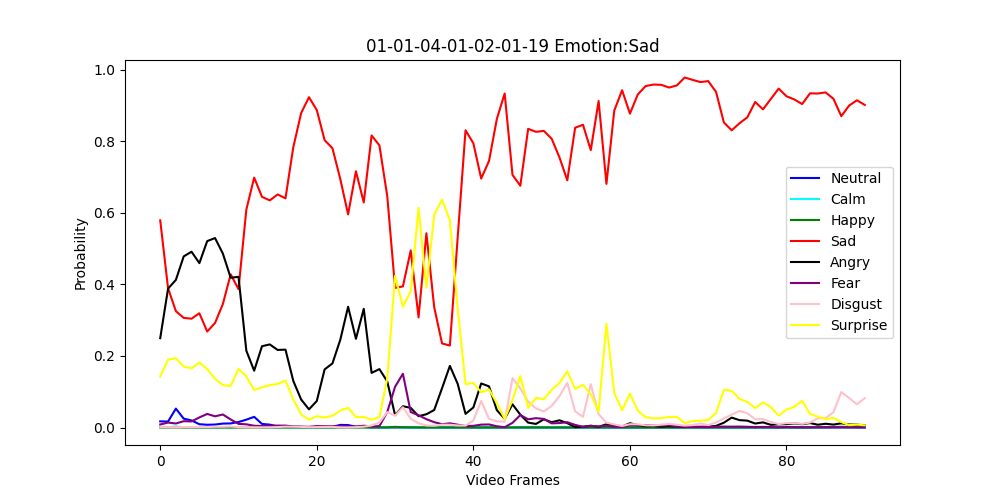 01-01-04-01-02-01-19 Emotion:Sad
Probability
1.0
0.8
0.6
0.4
0.2
0.0
0
20
40
60
80
Video Frames
Neutral
Calm
Happy
Sad
Angry
Fear
Disgust
Surprise